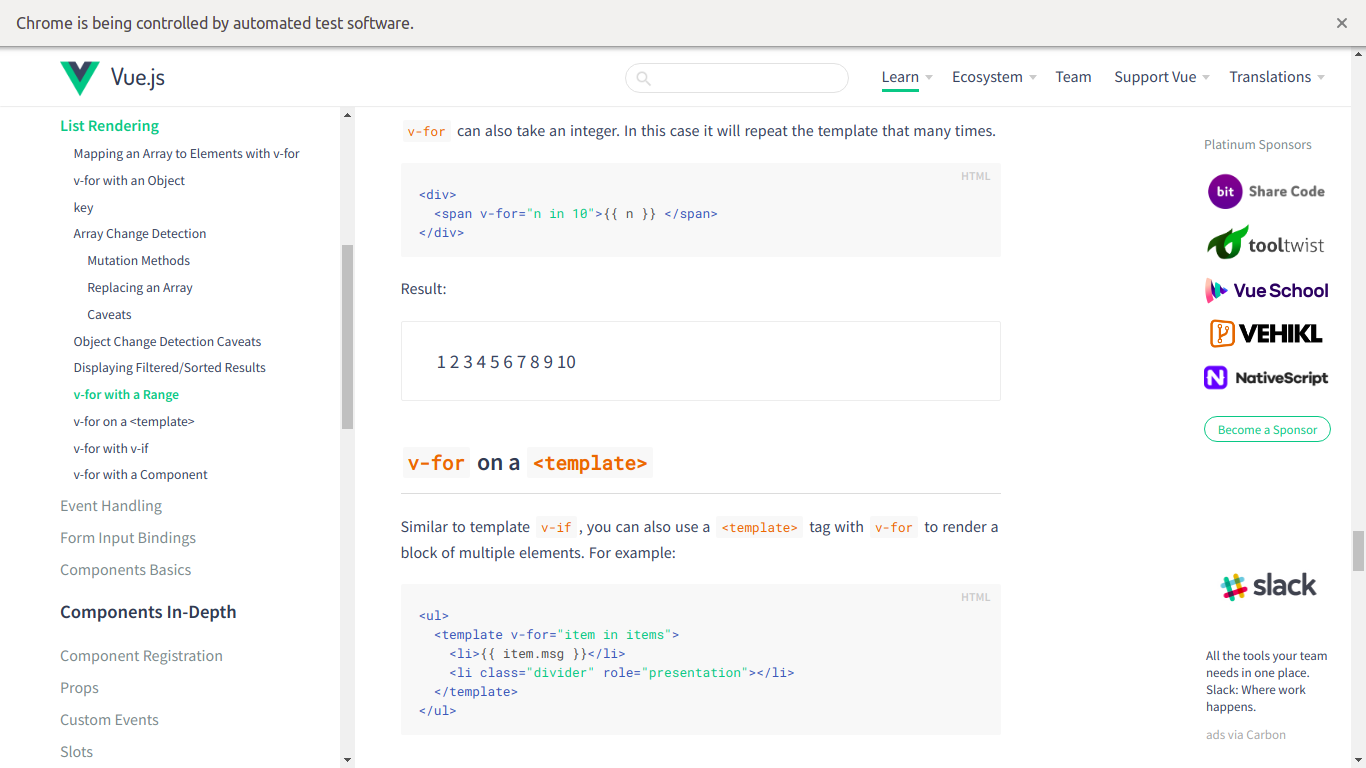 Chrome is being controlled by automated test software.
Vue.js
Learn
Ecosystem
Team
Support Vue
Translations
List Rendering
Mapping an Array to Elements with v-for
v-for with an Object
key
Array Change Detection
Mutation Methods
Replacing an Array
Caveats
Object Change Detection Caveats
Displaying Filtered/Sorted Results
v-for with a Range
v-for on a <template>
v-for with v-if
v-for with a Component
Event Handling
Form Input Bindings
Components Basics
Components In-Depth
Component Registration
Props
Custom Events
Slots
v-for can also take an integer. In this case it will repeat the template that many times.
HTML
<div>
<span v-for="n in 10">{{ n }} </span>
</div>
Result:
1 2 3 4 5 6 7 8 9 10
v-for on a <template>
Similar to template v-if , you can also use a <template> tag with v-for to render a
block of multiple elements. For example:
HTML
<ul>
<template v-for="item in items">
<li>{{ item.msg }}</li>
<li class="divider" role="presentation"></li>
</template>
</ul>
Platinum Sponsors
bit Share Code
tooltwist
Vue School
VEHIKL
NativeScript
Become a Sponsor
slack
All the tools your team
needs in one place.
Slack: Where work
happens.
ads via Carbon